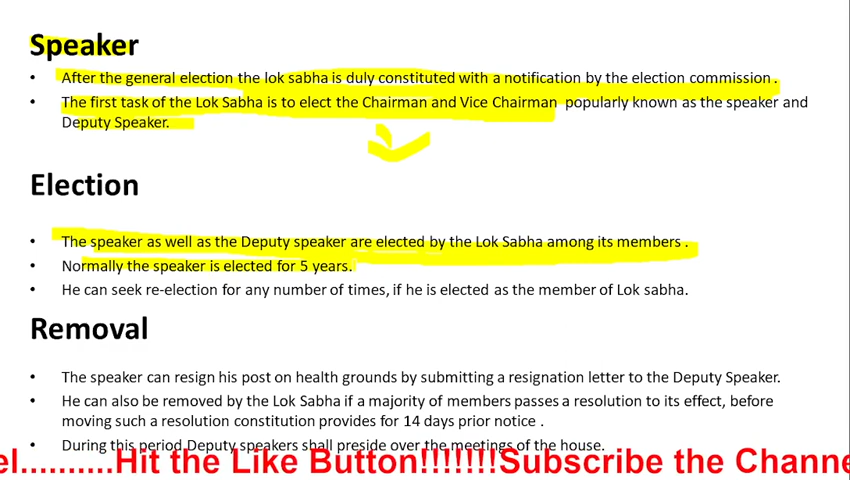 Speaker
• After the general election the lok sabha is duly constituted with a notification by the election commission .
• The first task of the Lok Sabha is to elect the Chairman and Vice Chairman popularly known as the speaker and
Deputy Speaker.
Election
• The speaker as well as the Deputy speaker are elected by the Lok Sabha among its members .
• Normally the speaker is elected for 5 years.
• He can seek re-election for any number of times, if he is elected as the member of Lok sabha.
Removal
• The speaker can resign his post on health grounds by submitting a resignation letter to the Deputy Speaker.
• He can also be removed by the Lok Sabha if a majority of members passes a resolution to its effect, before
moving such a resolution constitution provides for 14 days prior notice .
• During this period Deputy speakers shall preside over the meetings of the house.
el..........Hit the Like Button!!!!!!!Subscribe the Channe